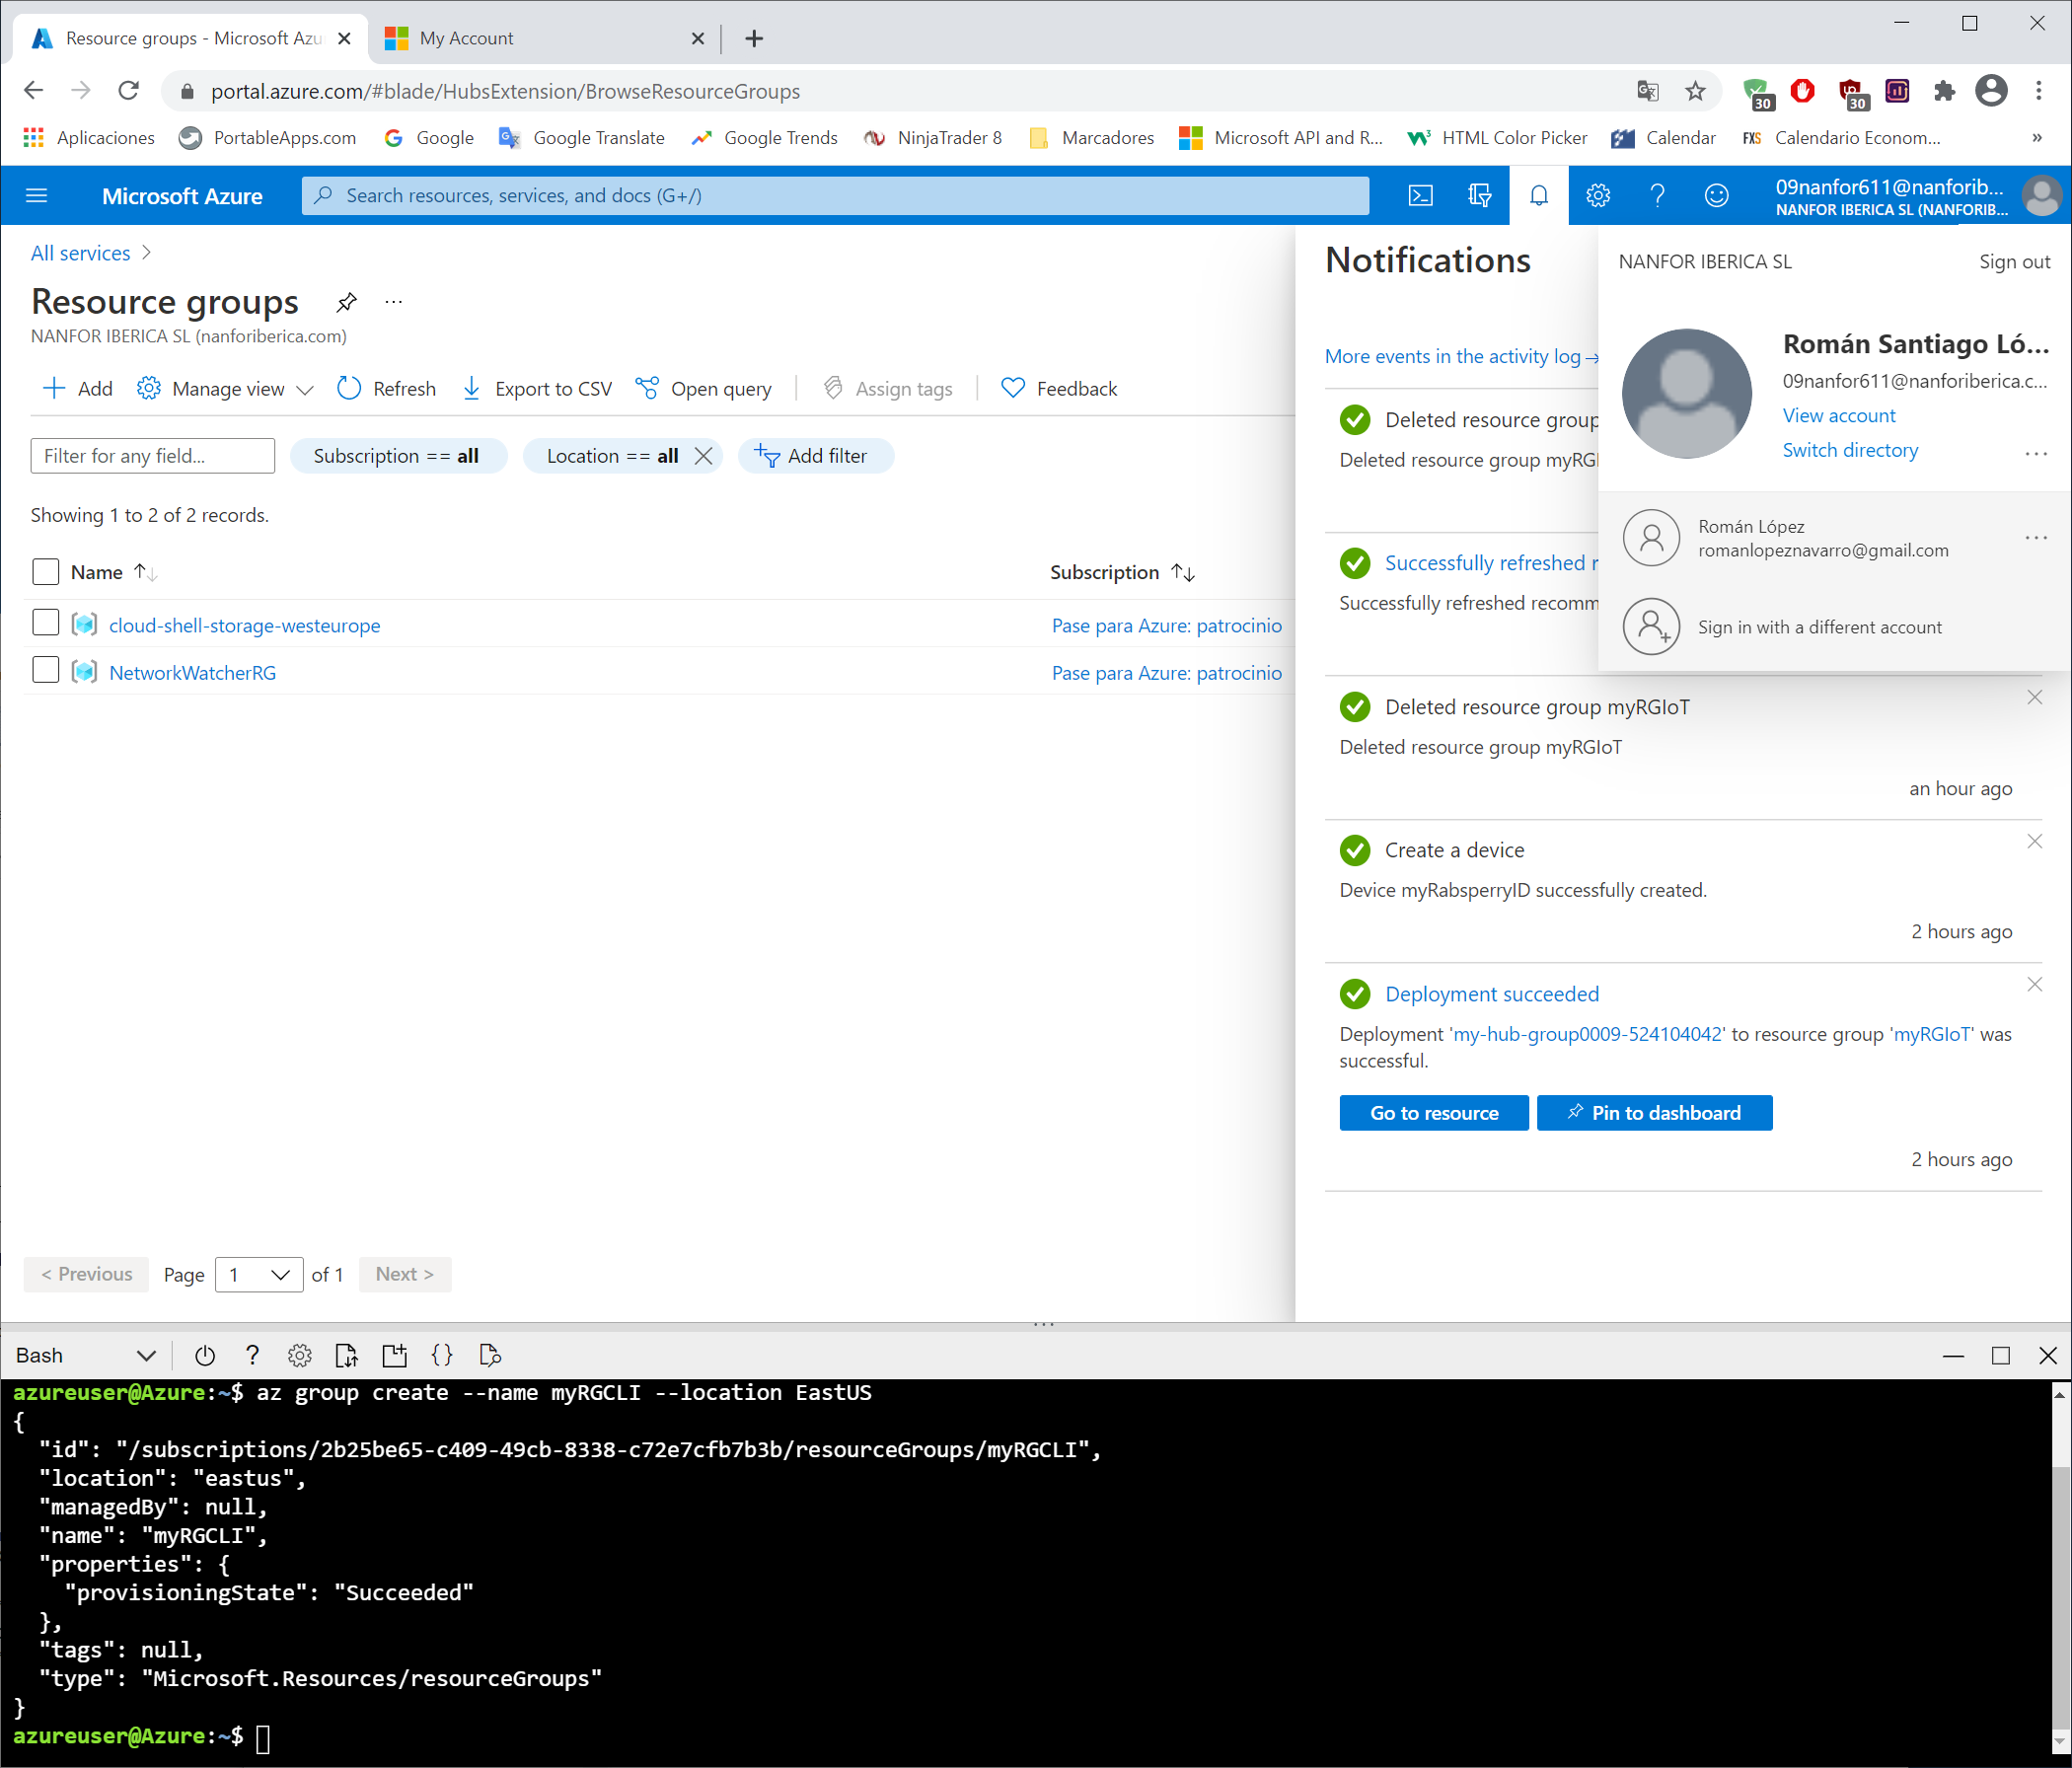 Resource groups - Microsoft Azu
My Account
portal.azure.com/#blade/HubsExtension/BrowseResourceGroups
30
30
Aplicaciones
PortableApps.com
Google
Google Translate
Google Trends
NinjaTrader 8
Marcadores
Microsoft API and R...
HTML Color Picker
Calendar
FXS
Calendario Econom...
»
Microsoft Azure
Search resources, services, and docs (G+/)
09nanfor611@nanforib...
NANFOR IBERICA SL (NANFORIB...
All services >
Resource groups
...
NANFOR IBERICA SL (nanforiberica.com)
Add
Manage view
Refresh
Export to CSV
Open query
Assign tags
Feedback
Filter for any field...
Subscription == all
Location == all
Add filter
Showing 1 to 2 of 2 records.
Name ↑↓
Subscription ↑↓
cloud-shell-storage-westeurope
Pase para Azure: patrocinio
NetworkWatcherRG
Pase para Azure: patrocinio
< Previous
Page
1
of 1
Next >
Notifications
More events in the activity log →
Deleted resource group
Deleted resource group myRGI
Successfully refreshed r
Successfully refreshed recomm
Deleted resource group myRGIoT
Deleted resource group myRGIoT
an hour ago
Create a device
Device myRabsperryID successfully created.
2 hours ago
Deployment succeeded
Deployment 'my-hub-group0009-524104042' to resource group 'myRGIoT' was
successful.
Go to resource
Pin to dashboard
2 hours ago
NANFOR IBERICA SL
Sign out
Román Santiago Ló...
09nanfor611@nanforiberica.c...
View account
Switch directory
...
Román López
romanlopeznavarro@gmail.com
...
Sign in with a different account
Bash
?
{}
azureuser@Azure:~$ az group create --name myRGCLI --location EastUS
{
"id": "/subscriptions/2b25be65-c409-49cb-8338-c72e7cfb7b3b/resourceGroups/myRGCLI",
"location": "eastus",
"managedBy": null,
"name": "myRGCLI",
"properties": {
"provisioningState": "Succeeded"
},
"tags": null,
"type": "Microsoft.Resources/resourceGroups"
}
azureuser@Azure:~$